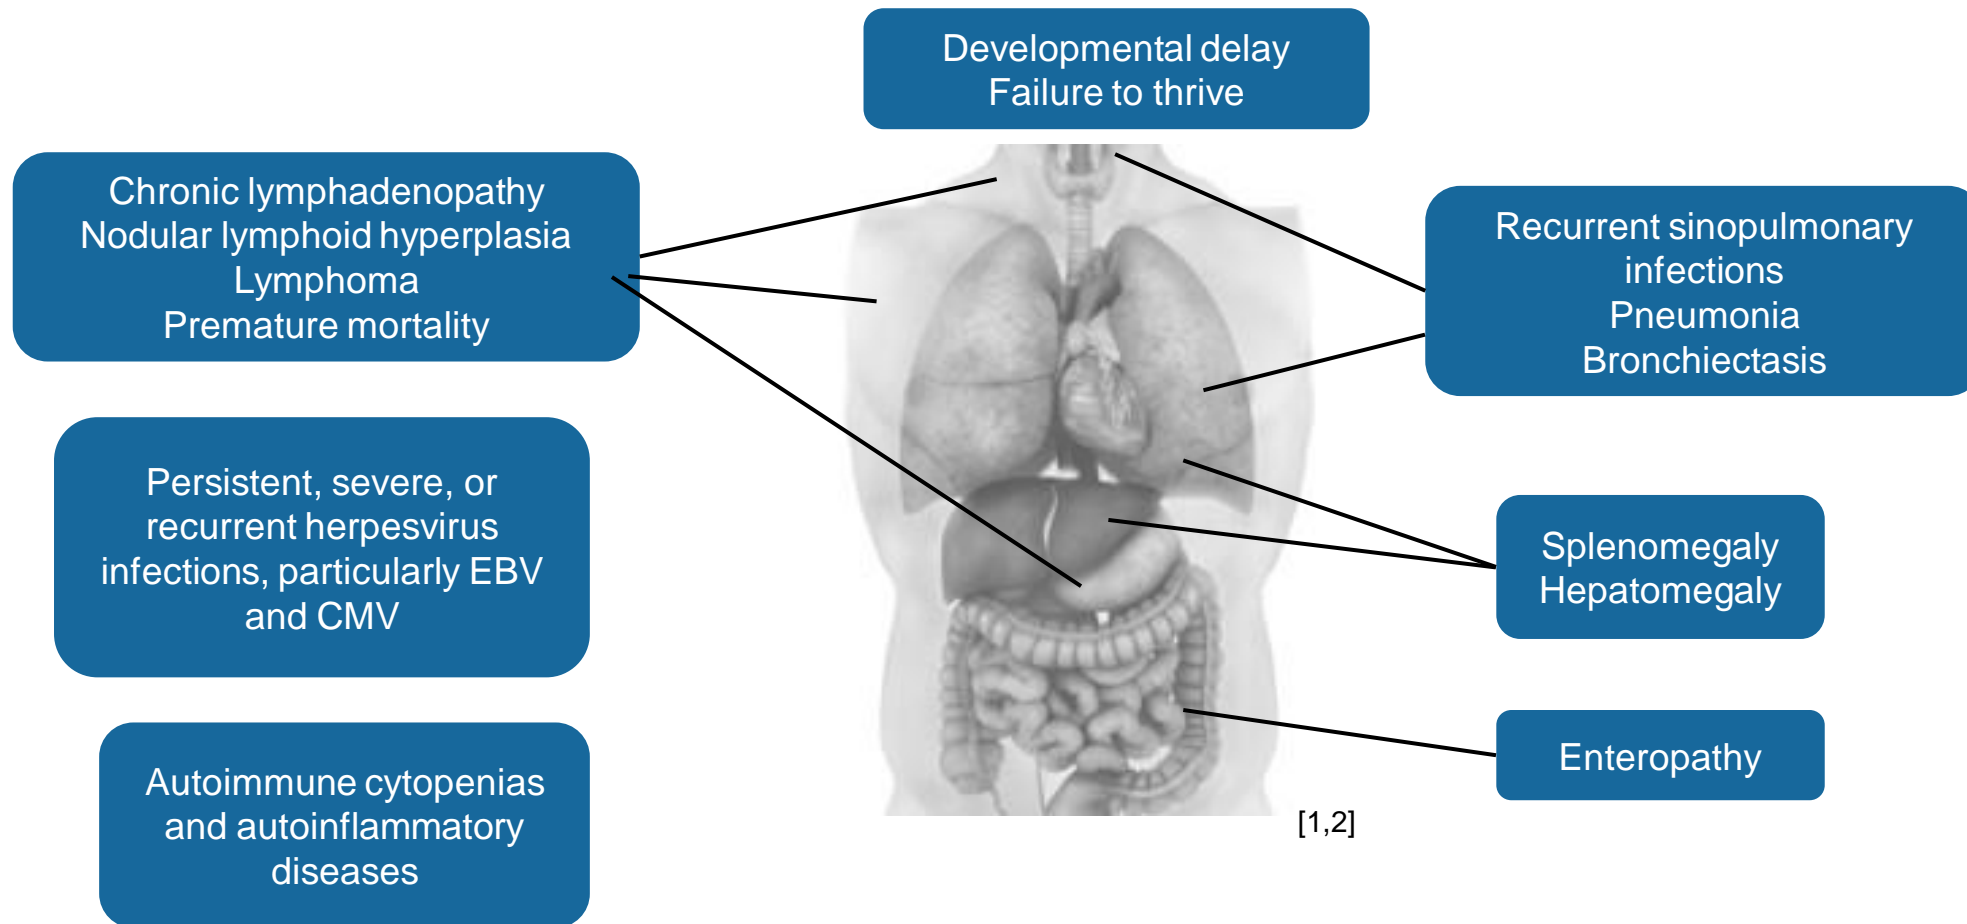 Developmental delay
Failure to thrive
Chronic lymphadenopathy
Nodular lymphoid hyperplasia
Lymphoma
Premature mortality
Recurrent sinopulmonary
infections
Pneumonia
Bronchiectasis
Persistent, severe, or
recurrent herpesvirus
infections, particularly EBV
and CMV
Splenomegaly
Hepatomegaly
Autoimmune cytopenias
and autoinflammatory
diseases
Enteropathy
[1,2]